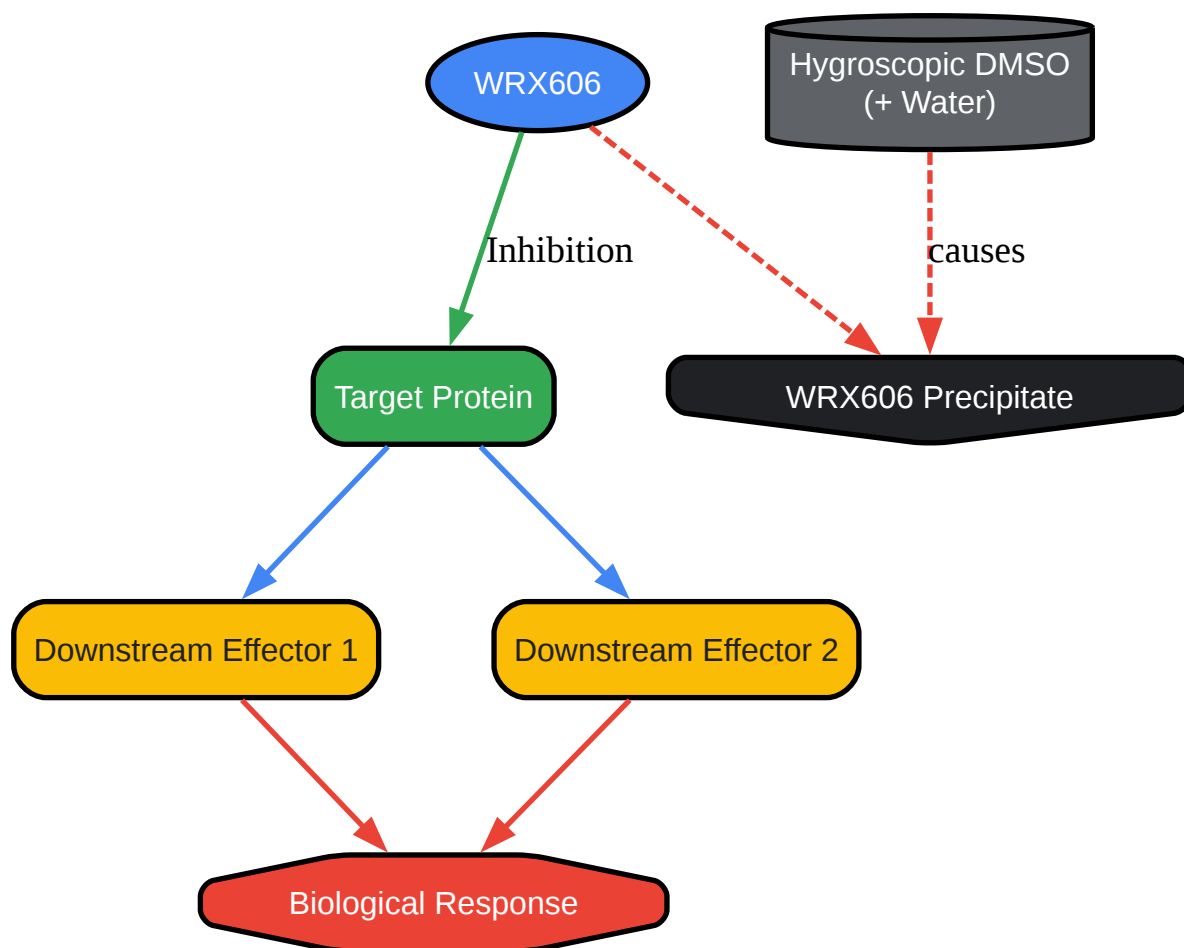 WRX606
Hygroscopic DMSO
(+ Water)
Inhibition
causes
Target Protein
WRX606 Precipitate
Downstream Effector 1
Downstream Effector 2
Biological Response